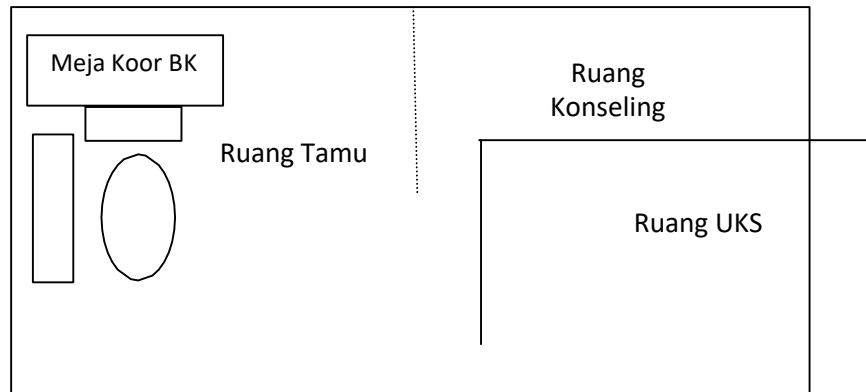 Meja Koor BK
Ruang
Konseling
Ruang Tamu
Ruang UKS